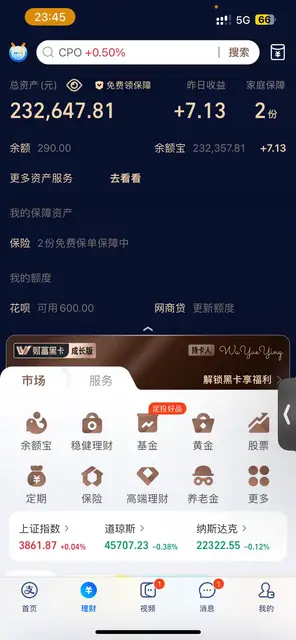 23:45 5G 66
CPO +0.50% 搜索
总资产(元) 免费领保障 昨日收益 家庭保障
232,647.81 +7.13 2份
余额 290.00 余额宝 232,357.81 +7.13
更多资产服务 去看看
我的保障资产
保险 2份免费保单保障中
我的额度
花呗 可用600.00 网商贷 更新额度
财富黑卡 成长版 持卡人 WuYueYing
市场 服务 解锁黑卡享福利
定投好品
余额宝 稳健理财 基金 黄金 股票
定期 保险 高端理财 养老金 更多
上证指数 道琼斯 纳斯达克
3861.87 +0.04% 45707.23 -0.38% 22322.55 -0.12%
1 1
首页 理财 视频 消息 我的